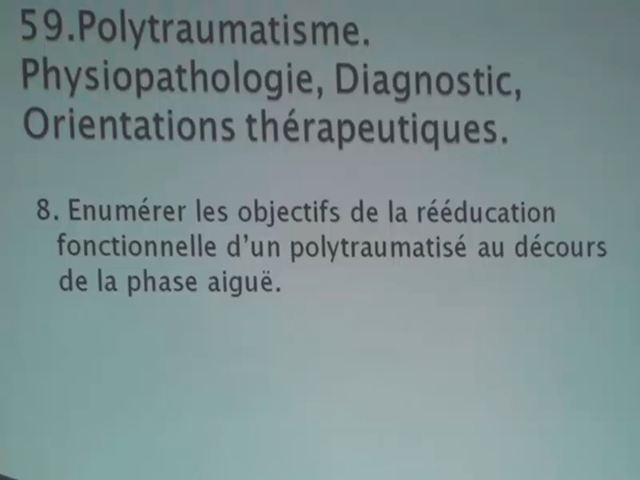 59.Polytraumatisme.
Physiopathologie, Diagnostic,
Orientations thérapeutiques.
8. Enumérer les objectifs de la rééducation
fonctionnelle d'un polytraumatisé au décours
de la phase aiguë.